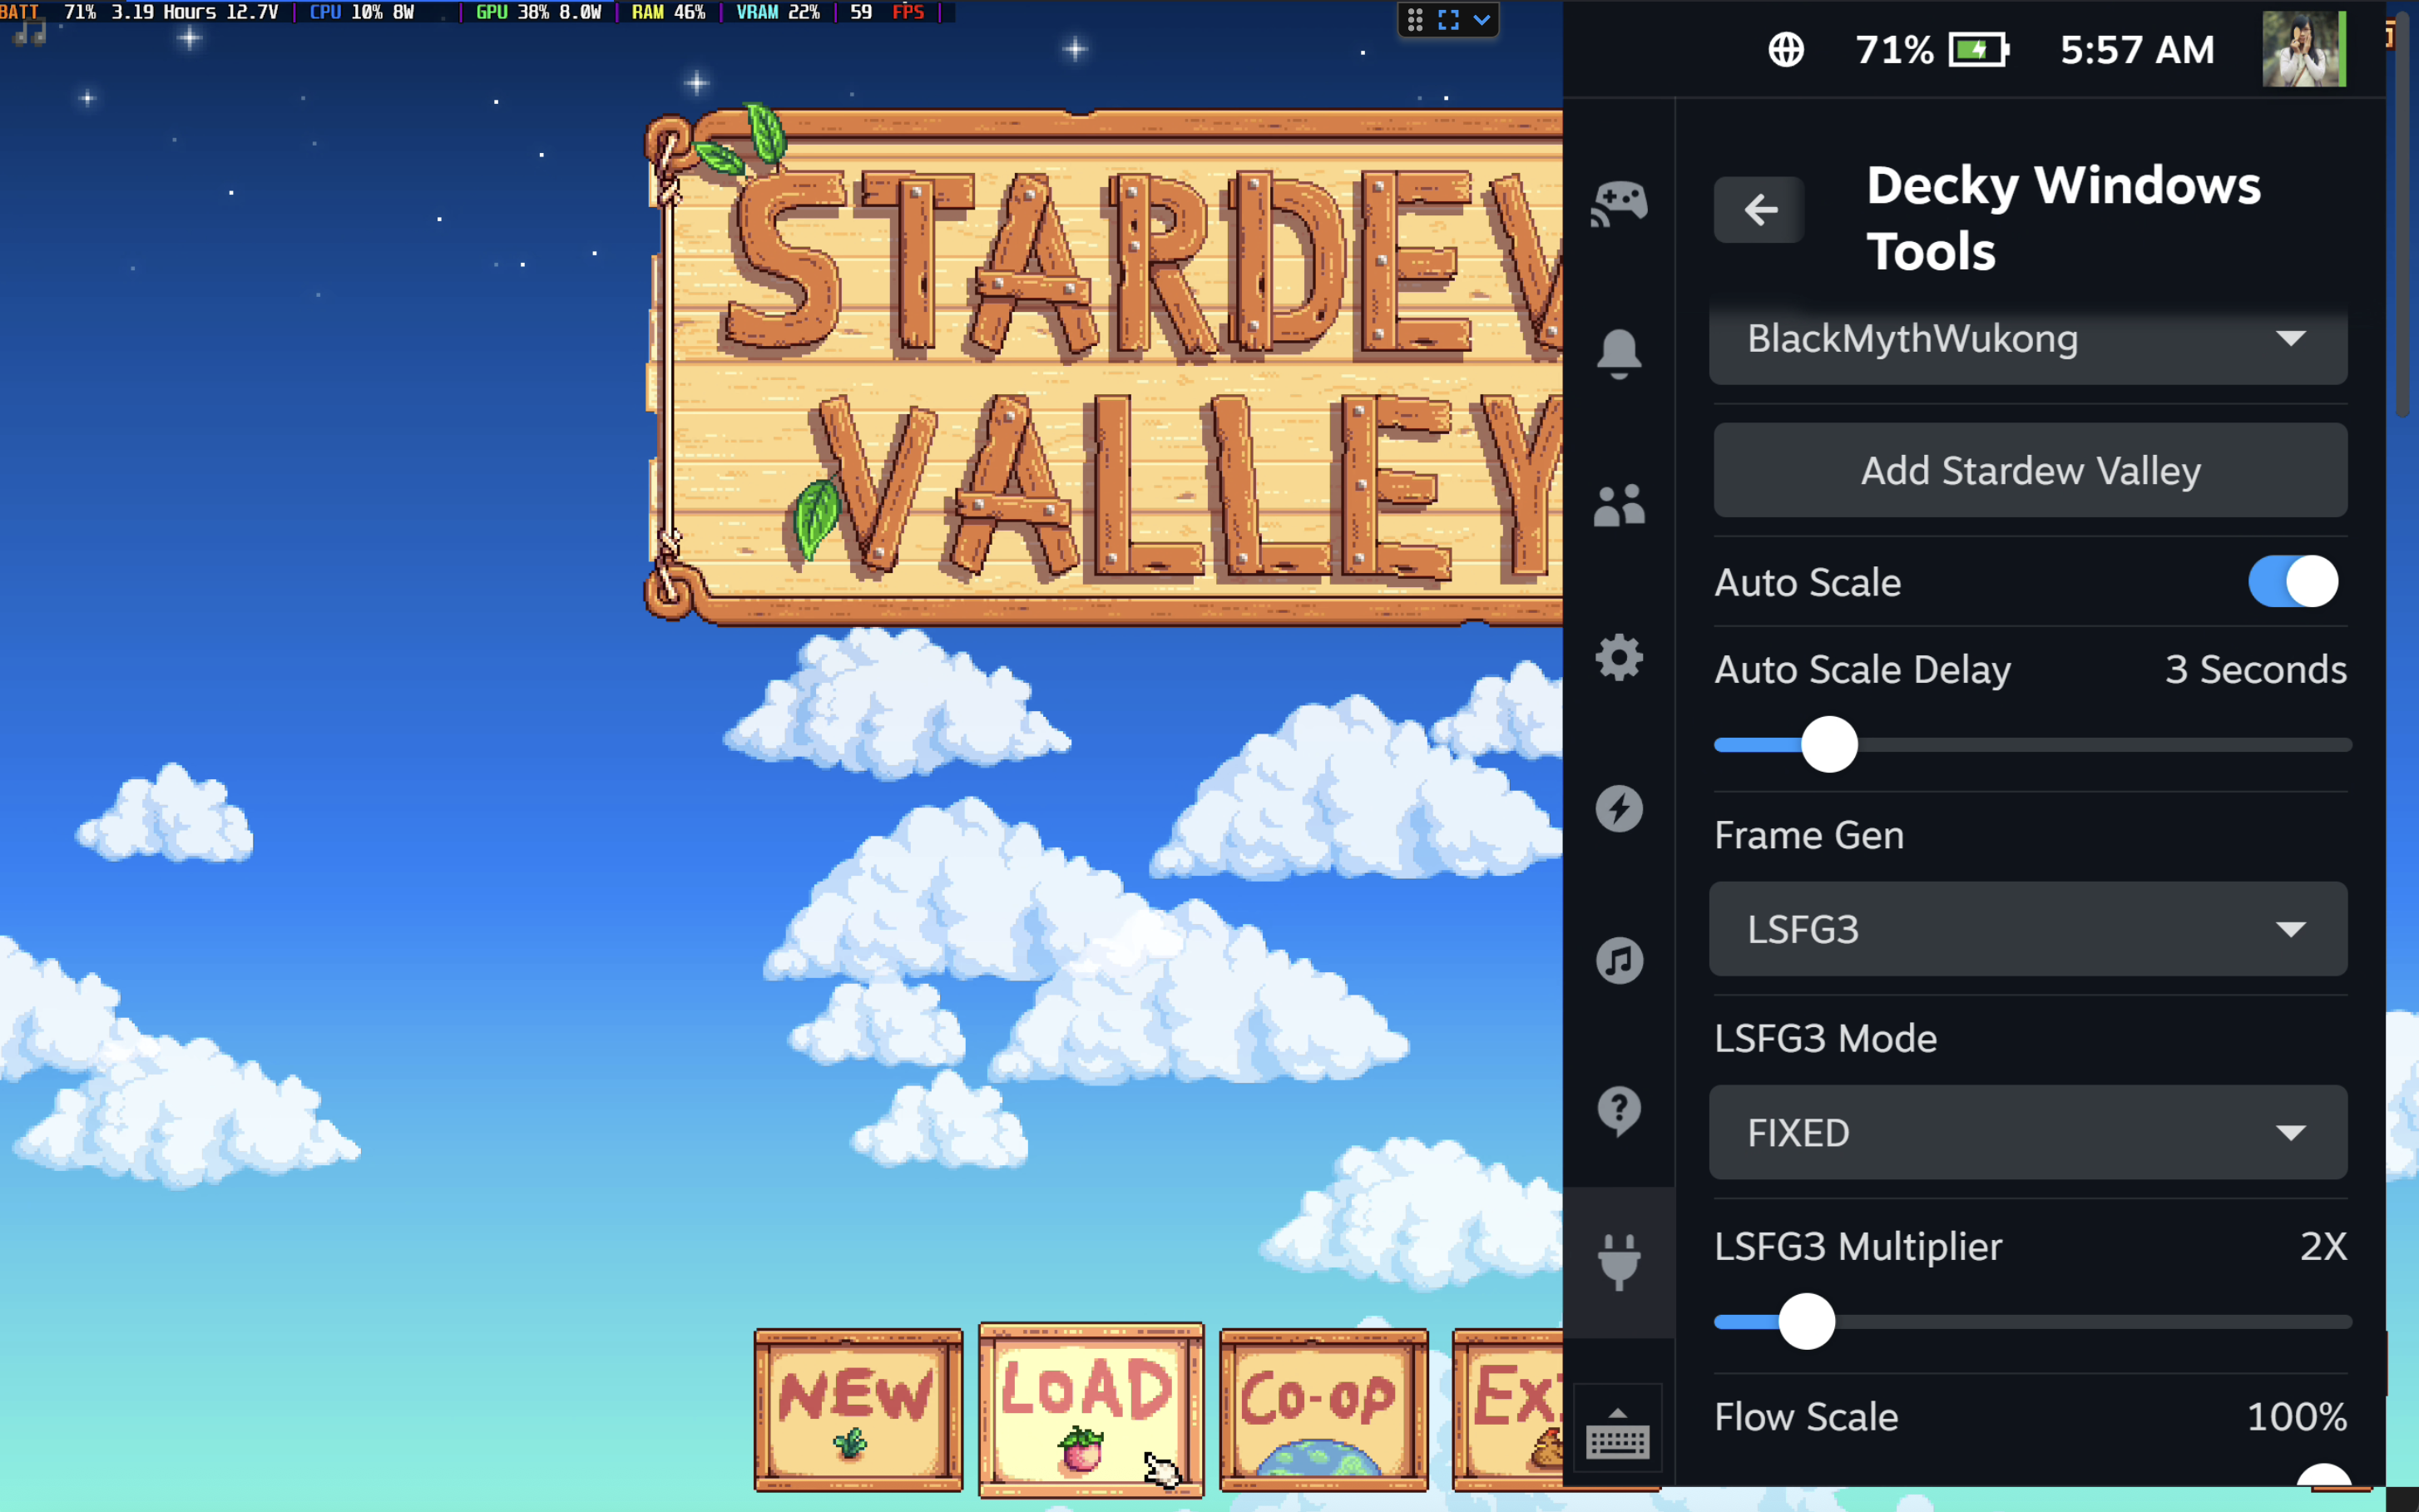 BATT 71% 3.19 Hours 12.7V | CPU 10% 8W | GPU 38% 8.0W | RAM 46% | VRAM 22% | 59 FPS |
71% 5:57 AM
STARDEV
VALLEY
NEW
LOAD
Co-op
Decky Windows
Tools
BlackMythWukong
Add Stardew Valley
Auto Scale
Auto Scale Delay 3 Seconds
Frame Gen
LSFG3
LSFG3 Mode
FIXED
LSFG3 Multiplier 2X
Flow Scale 100%